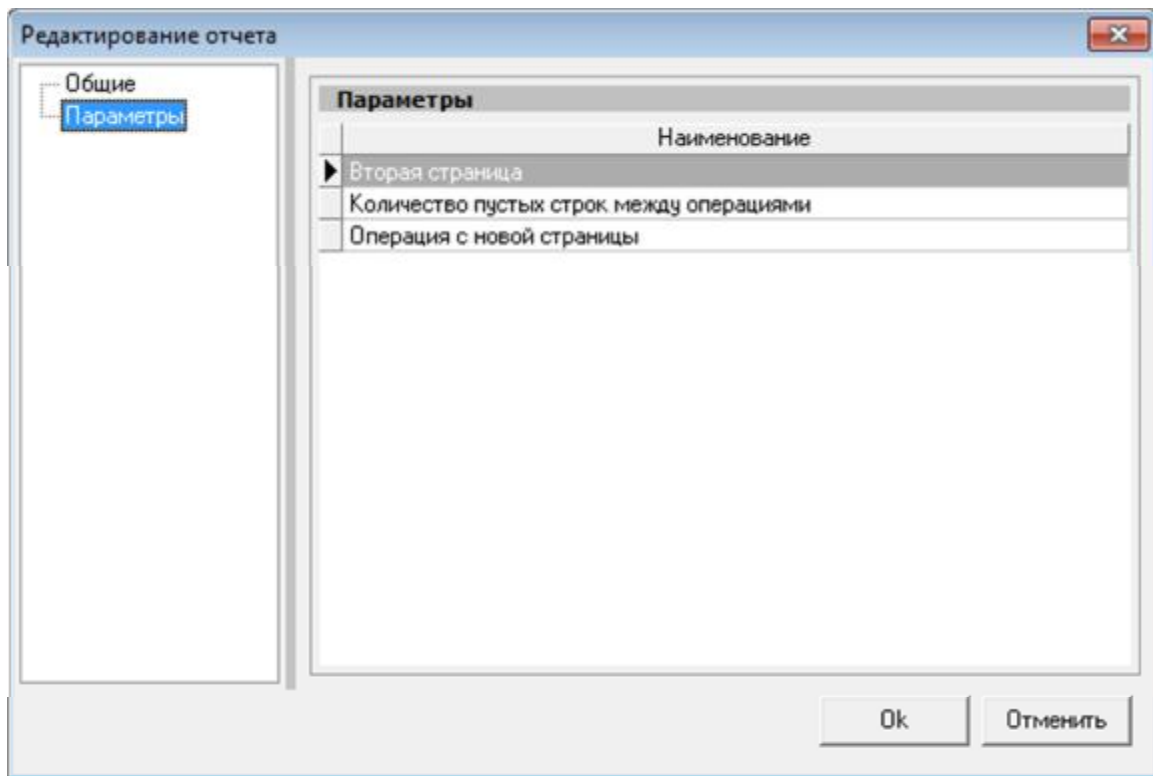 Редактирование отчета
Общие
Параметры
Параметры
Наименование
Вторая страница
Количество пустых строк между операциями
Операция с новой страницы
Ok
Отменить